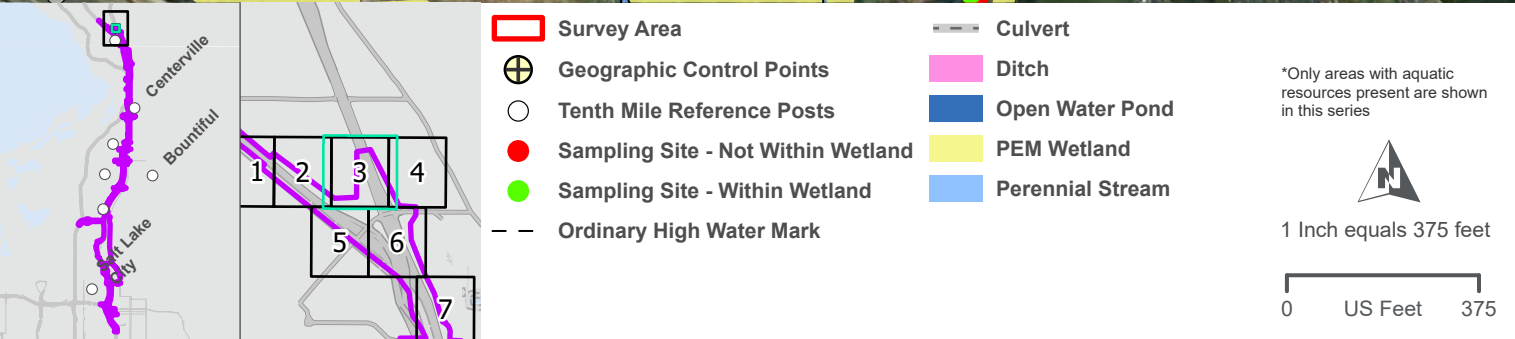 Centerville
Bountiful
Salt Lake
City
1
2
3
4
5
6
7
Survey Area
Geographic Control Points
Tenth Mile Reference Posts
Sampling Site - Not Within Wetland
Sampling Site - Within Wetland
Ordinary High Water Mark
Culvert
Ditch
Open Water Pond
PEM Wetland
Perennial Stream
*Only areas with aquatic
resources present are shown
in this series
N
1 Inch equals 375 feet
0 US Feet 375